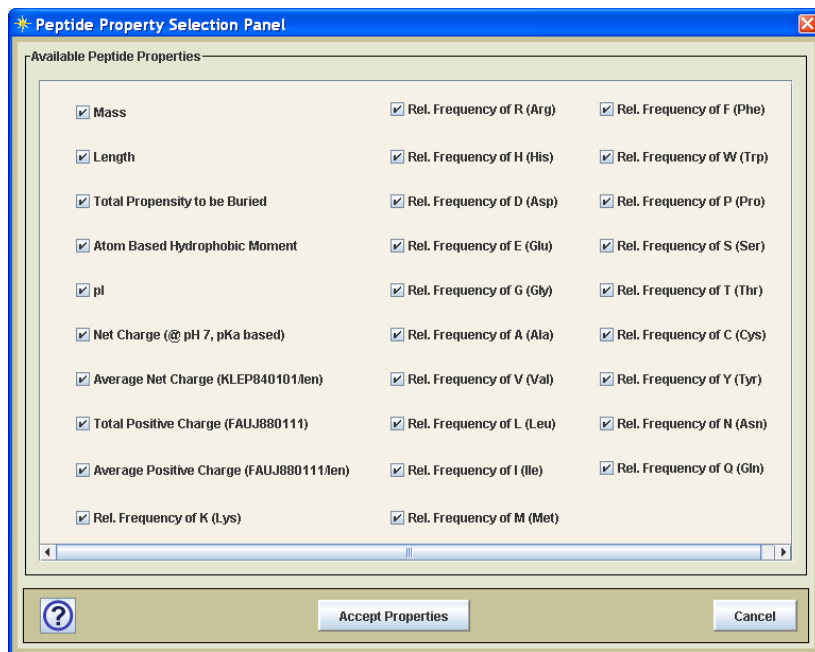 Peptide Property Selection Panel
Available Peptide Properties
Mass
Length
Total Propensity to be Buried
Atom Based Hydrophobic Moment
pI
Net Charge (@ pH 7, pKa based)
Average Net Charge (KLEP840101/len)
Total Positive Charge (FAUJ880111)
Average Positive Charge (FAUJ880111/len)
Rel. Frequency of K (Lys)
Rel. Frequency of R (Arg)
Rel. Frequency of H (His)
Rel. Frequency of D (Asp)
Rel. Frequency of E (Glu)
Rel. Frequency of G (Gly)
Rel. Frequency of A (Ala)
Rel. Frequency of V (Val)
Rel. Frequency of L (Leu)
Rel. Frequency of I (Ile)
Rel. Frequency of M (Met)
Rel. Frequency of F (Phe)
Rel. Frequency of W (Trp)
Rel. Frequency of P (Pro)
Rel. Frequency of S (Ser)
Rel. Frequency of T (Thr)
Rel. Frequency of C (Cys)
Rel. Frequency of Y (Tyr)
Rel. Frequency of N (Asn)
Rel. Frequency of Q (Gln)
?
Accept Properties
Cancel